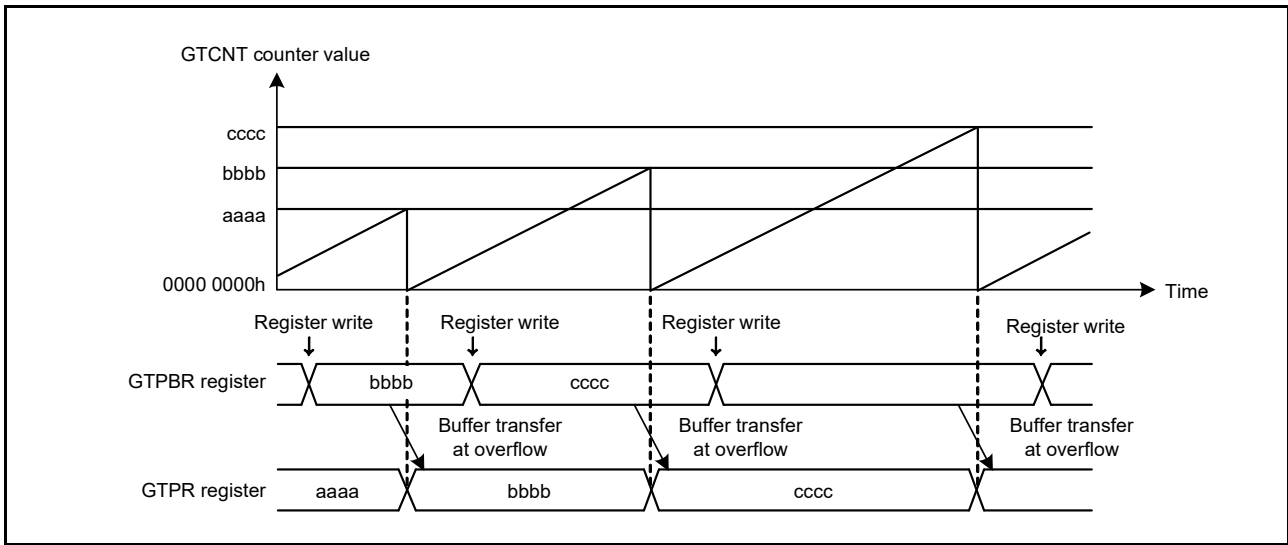 GTCNT counter value
cccc
bbbb
aaaa
0000 0000h
Time
Register write
Register write
Register write
Register write
GTPBR register
bbbb
cccc
Buffer transfer
at overflow
Buffer transfer
at overflow
Buffer transfer
at overflow
GTPR register
aaaa
bbbb
cccc